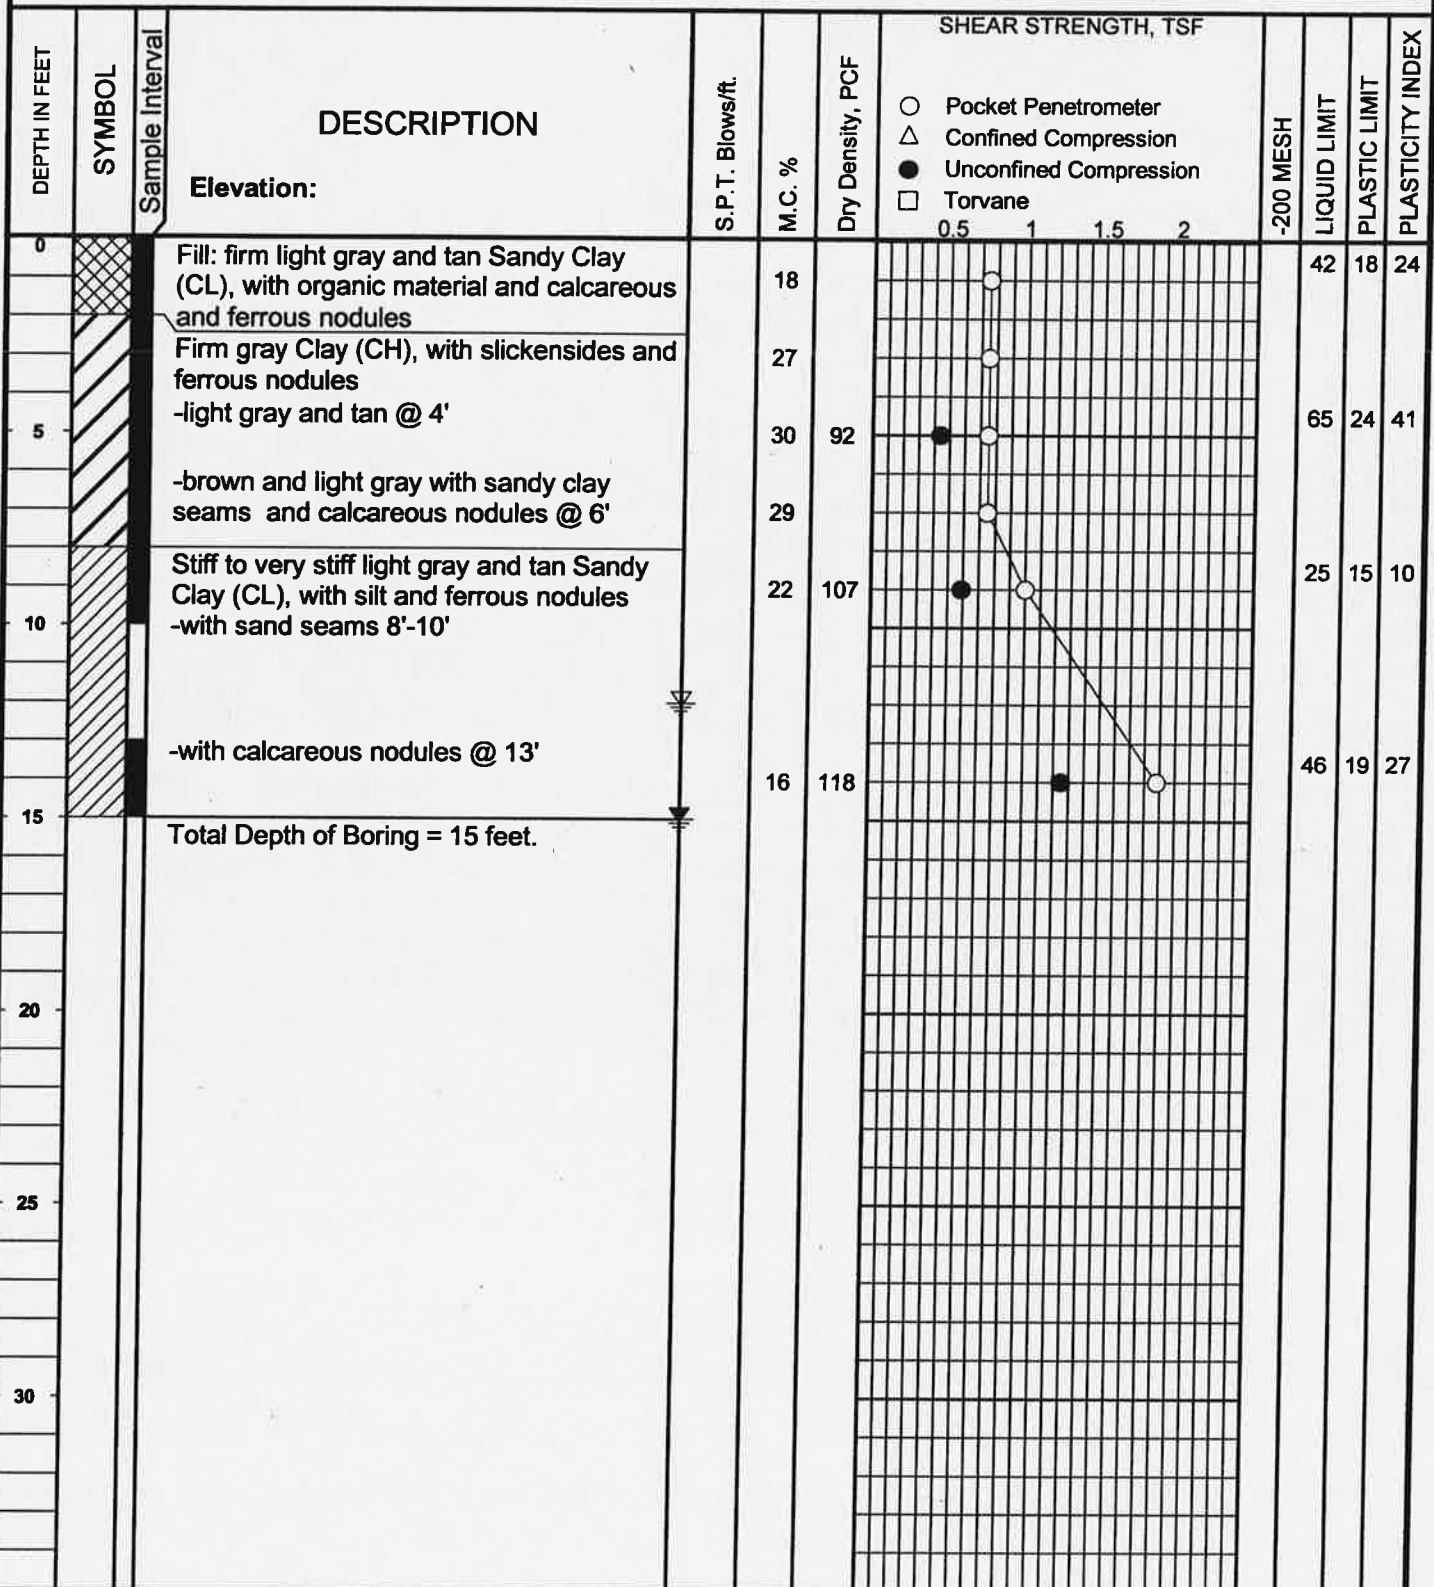 DEPTH IN FEET
SYMBOL
Sample Interval
DESCRIPTION
Elevation:
S.P.T. Blows/ft.
M.C. %
Dry Density, PCF
SHEAR STRENGTH, TSF
○ Pocket Penetrometer
△ Confined Compression
● Unconfined Compression
□ Torvane
0.5 1 1.5 2
-200 MESH
LIQUID LIMIT
PLASTIC LIMIT
PLASTICITY INDEX
0
Fill: firm light gray and tan Sandy Clay
(CL), with organic material and calcareous
and ferrous nodules
18
42 18 24
Firm gray Clay (CH), with slickensides and
ferrous nodules
27
-light gray and tan @ 4'
5
30 92
65 24 41
-brown and light gray with sandy clay
seams and calcareous nodules @ 6'
29
Stiff to very stiff light gray and tan Sandy
Clay (CL), with silt and ferrous nodules
22 107
25 15 10
10
-with sand seams 8'-10'
-with calcareous nodules @ 13'
16 118
46 19 27
15
Total Depth of Boring = 15 feet.
20
25
30